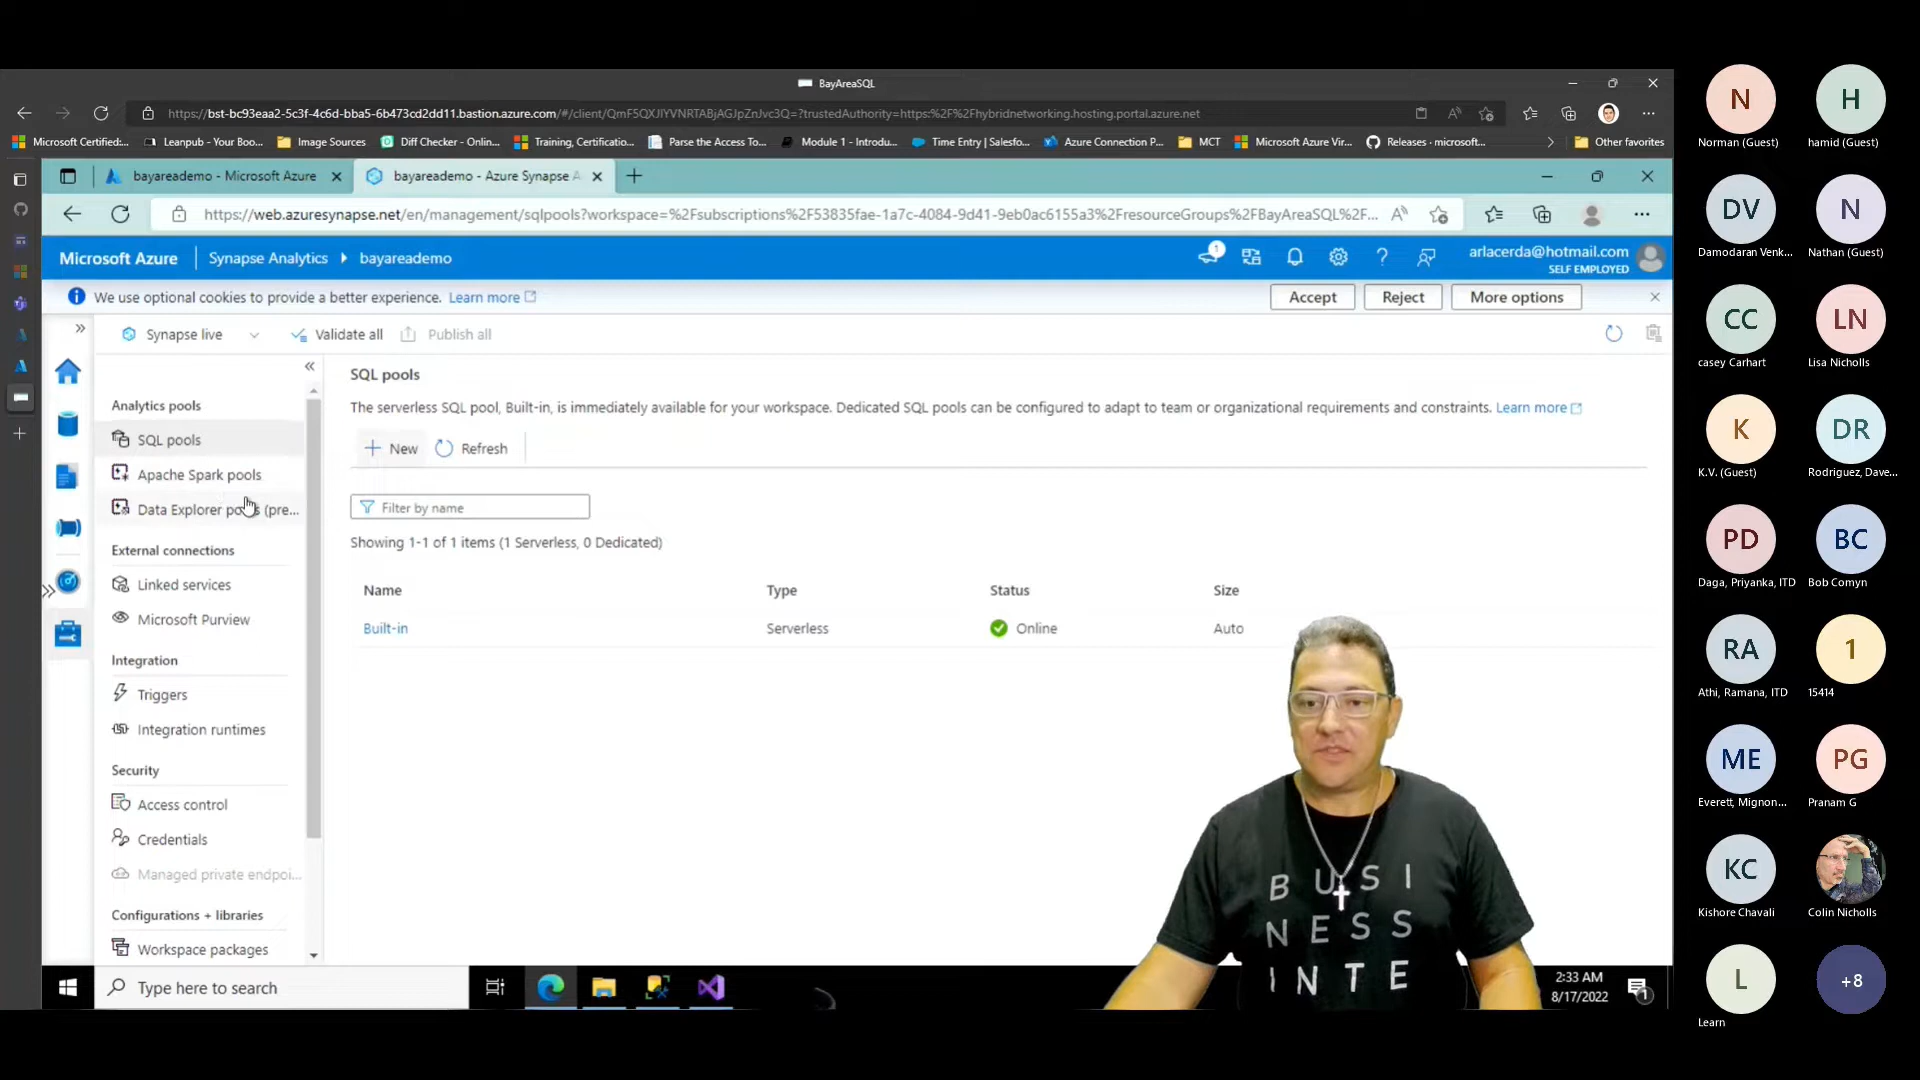 BayAreaSQL
https://bst-bc93eaa2-5c3f-4c6d-bba5-6b473cd2dd11.bastion.azure.com/#/client/QmF5QXJlYVNRTABjAGJpZnJvc3Q=?trustedAuthority=https:%2F%2Fhybridnetworking.hosting.portal.azure.net
Microsoft Certified:...
Leanpub - Your Boo...
Image Sources
Diff Checker - Onlin...
Training, Certificatio...
Parse the Access To...
Module 1 - Introdu...
Time Entry | Salesfo...
Azure Connection P...
MCT
Microsoft Azure Vir...
Releases · microsoft...
Other favorites
bayareademo - Microsoft Azure
bayareademo - Azure Synapse A
https://web.azuresynapse.net/en/management/sqlpools?workspace=%2Fsubscriptions%2F53835fae-1a7c-4084-9d41-9eb0ac6155a3%2FresourceGroups%2FBayAreaSQL%2F...
Microsoft Azure
Synapse Analytics
bayareademo
1
arlacerda@hotmail.com
SELF EMPLOYED
We use optional cookies to provide a better experience. Learn more
Accept
Reject
More options
Synapse live
Validate all
Publish all
Analytics pools
SQL pools
Apache Spark pools
Data Explorer pools (pre...
External connections
Linked services
Microsoft Purview
Integration
Triggers
Integration runtimes
Security
Access control
Credentials
Managed private endpoi...
Configurations + libraries
Workspace packages
SQL pools
The serverless SQL pool, Built-in, is immediately available for your workspace. Dedicated SQL pools can be configured to adapt to team or organizational requirements and constraints. Learn more
New
Refresh
Filter by name
Showing 1-1 of 1 items (1 Serverless, 0 Dedicated)
Name Type Status Size
Built-in Serverless Online Auto
BUSI
NESS
INTE
Type here to search
2:33 AM
8/17/2022
1
N
Norman (Guest)
H
hamid (Guest)
DV
Damodaran Venk...
N
Nathan (Guest)
CC
casey Carhart
LN
Lisa Nicholls
K
K.V. (Guest)
DR
Rodriguez, Dave...
PD
Daga, Priyanka, ITD
BC
Bob Comyn
RA
Athi, Ramana, ITD
1
15414
ME
Everett, Mignon...
PG
Pranam G
KC
Kishore Chavali
Colin Nicholls
L
Learn
+8